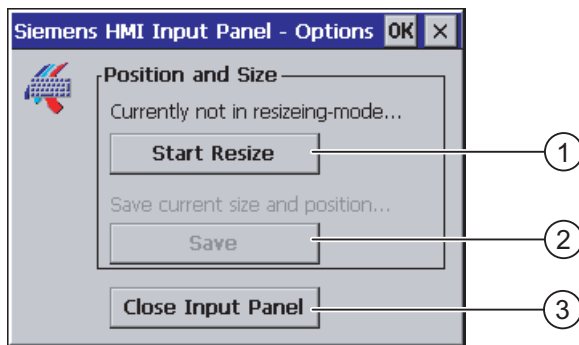 Siemens HMI Input Panel - Options OK ×
Position and Size
Currently not in resizeing-mode...
Start Resize
1
Save current size and position...
Save
2
Close Input Panel
3